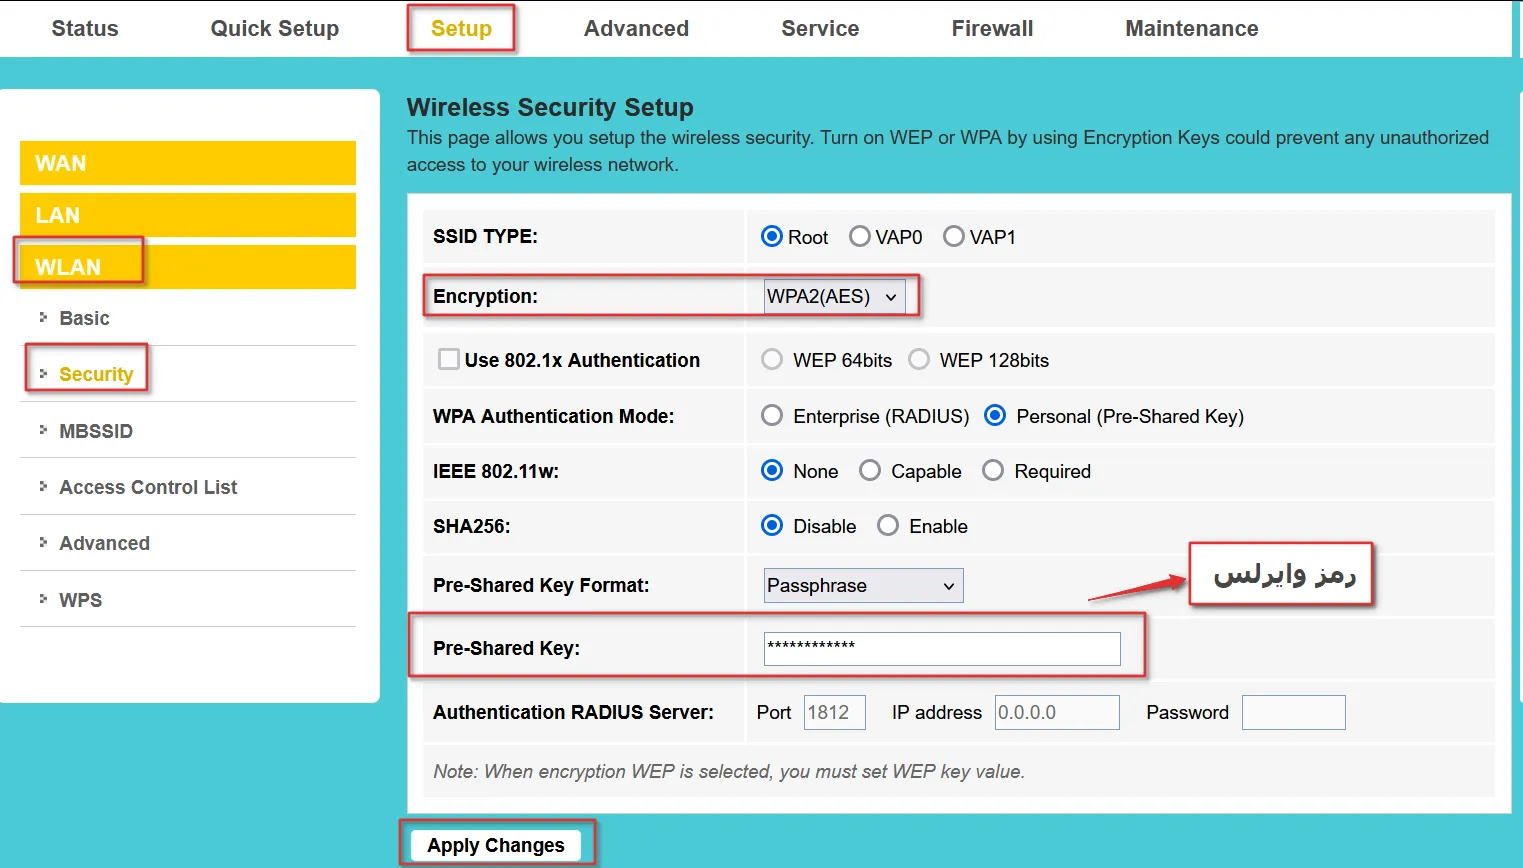 Status Quick Setup Setup Advanced Service Firewall Maintenance
WAN
LAN
WLAN
Basic
Security
MBSSID
Access Control List
Advanced
WPS
Wireless Security Setup
This page allows you setup the wireless security. Turn on WEP or WPA by using Encryption Keys could prevent any unauthorized
access to your wireless network.
SSID TYPE: Root VAP0 VAP1
Encryption: WPA2(AES)
Use 802.1x Authentication WEP 64bits WEP 128bits
WPA Authentication Mode: Enterprise (RADIUS) Personal (Pre-Shared Key)
IEEE 802.11w: None Capable Required
SHA256: Disable Enable
Pre-Shared Key Format: Passphrase
رمز وایرلس
Pre-Shared Key: ************
Authentication RADIUS Server: Port 1812 IP address 0.0.0.0 Password
Note: When encryption WEP is selected, you must set WEP key value.
Apply Changes